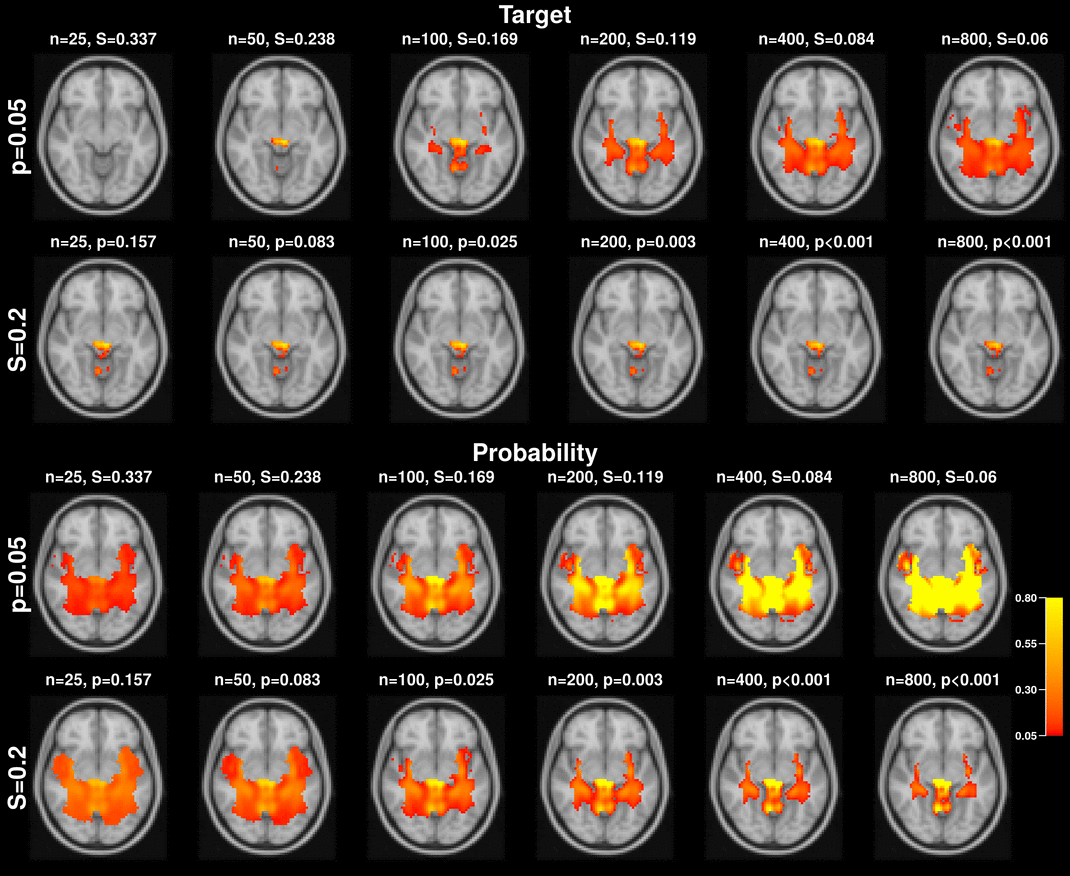 Target
n=25, S=0.337 n=50, S=0.238 n=100, S=0.169 n=200, S=0.119 n=400, S=0.084 n=800, S=0.06
p=0.05
n=25, p=0.157 n=50, p=0.083 n=100, p=0.025 n=200, p=0.003 n=400, p<0.001 n=800, p<0.001
S=0.2
Probability
n=25, S=0.337 n=50, S=0.238 n=100, S=0.169 n=200, S=0.119 n=400, S=0.084 n=800, S=0.06
p=0.05
0.80
0.55
0.30
0.05
n=25, p=0.157 n=50, p=0.083 n=100, p=0.025 n=200, p=0.003 n=400, p<0.001 n=800, p<0.001
S=0.2